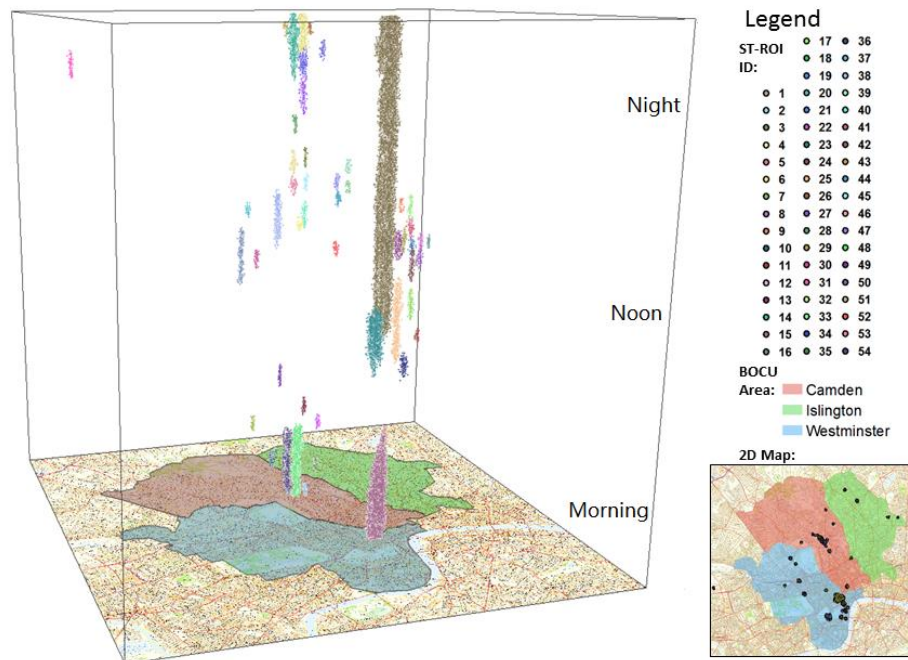 Legend
ST-ROI
ID:
17 36
18 37
19 38
1 20 39
2 21 40
3 22 41
4 23 42
5 24 43
6 25 44
7 26 45
8 27 46
9 28 47
10 29 48
11 30 49
12 31 50
13 32 51
14 33 52
15 34 53
16 35 54
BOCU
Area:
Camden
Islington
Westminster
2D Map:
Night
Noon
Morning